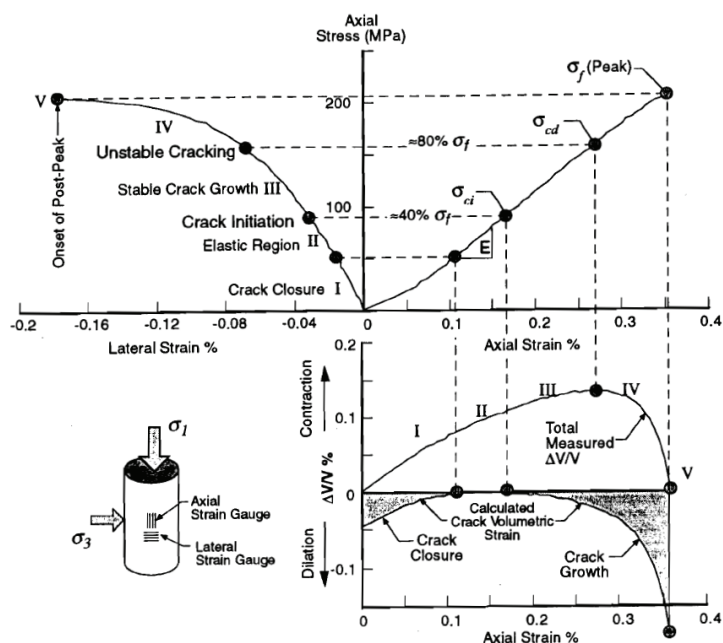 Axial
Stress (MPa)
σf (Peak)
V
200
IV
σcd
Unstable Cracking
≈80% σf
Onset of Post-Peak
Stable Crack Growth III
σci
100
Crack Initiation
≈40% σf
Elastic Region II
E
Crack Closure I
-0.2 -0.16 -0.12 -0.08 -0.04 0 0.1 0.2 0.3 0.4
Lateral Strain %
Axial Strain %
0.2
Contraction
III IV
II
I
0.1
Total
Measured
ΔV/V
V
ΔV/V %
0
Calculated
Crack Volumetric
Strain
Crack
Closure
Crack
Growth
Dilation
-0.1
0 0.1 0.2 0.3 0.4
Axial Strain %
σ1
Axial
Strain Gauge
σ3
Lateral
Strain Gauge